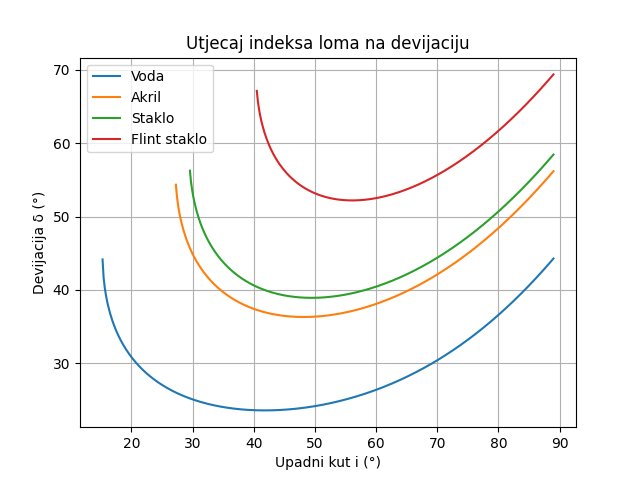 Utjecaj indeksa loma na devijaciju
Voda
Akril
Staklo
Flint staklo
Devijacija δ (°)
70
60
50
40
30
20 30 40 50 60 70 80 90
Upadni kut i (°)